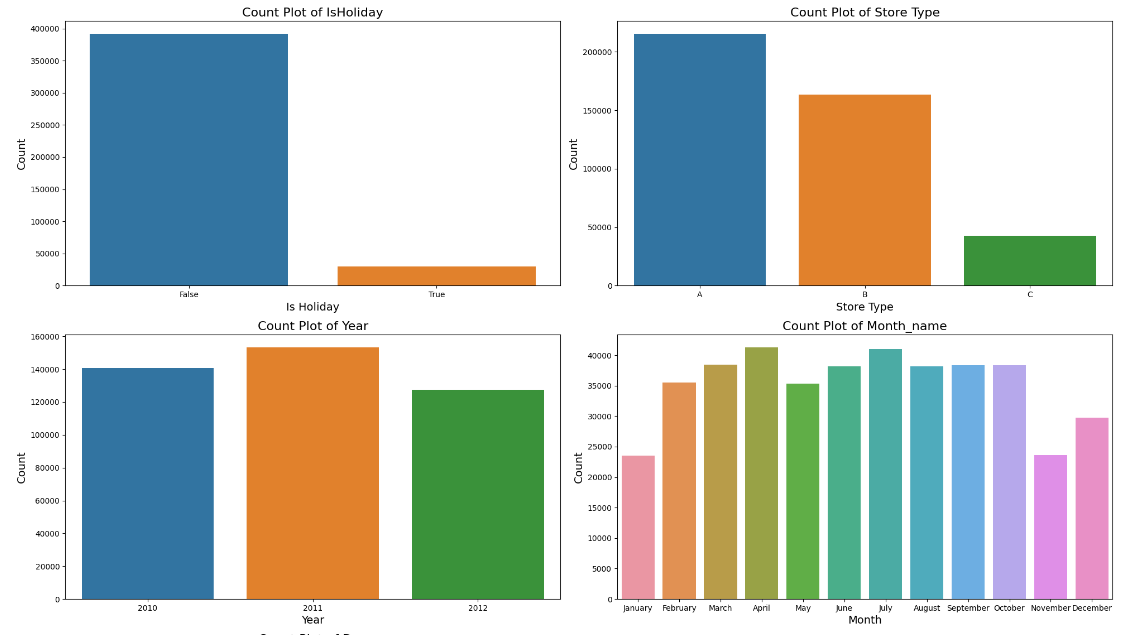 Count Plot of IsHoliday
400000
350000
300000
250000
200000
150000
100000
50000
0
Count
False True
Is Holiday
Count Plot of Store Type
200000
150000
100000
50000
0
Count
A B C
Store Type
Count Plot of Year
160000
140000
120000
100000
80000
60000
40000
20000
0
Count
2010 2011 2012
Year
Count Plot of Month_name
40000
35000
30000
25000
20000
15000
10000
5000
0
Count
January February March April May June July August September October November December
Month